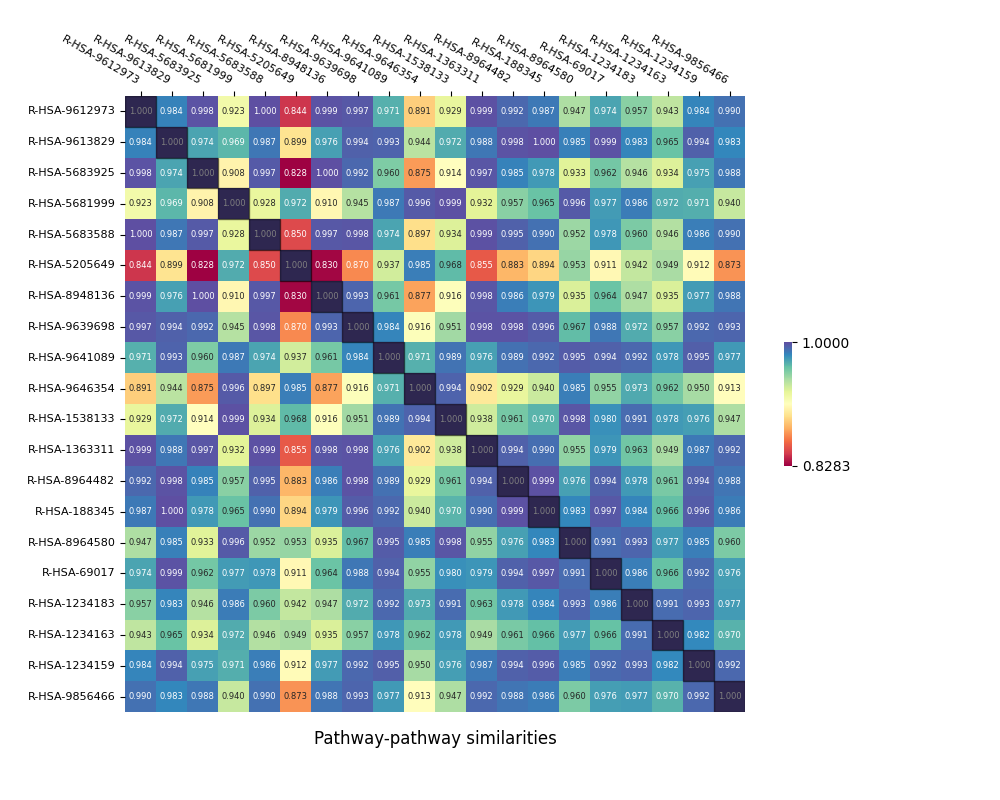 R-HSA-9612973 R-HSA-9613829 R-HSA-5683925 R-HSA-5681999 R-HSA-5683588 R-HSA-5205649 R-HSA-8948136 R-HSA-9639698 R-HSA-9641089 R-HSA-9646354 R-HSA-1538133 R-HSA-1363311 R-HSA-8964482 R-HSA-188345 R-HSA-8964580 R-HSA-69017 R-HSA-1234183 R-HSA-1234163 R-HSA-1234159 R-HSA-9856466
R-HSA-9612973 1.000 0.984 0.998 0.923 1.000 0.844 0.999 0.997 0.971 0.891 0.929 0.999 0.992 0.987 0.947 0.974 0.957 0.943 0.984 0.990
R-HSA-9613829 0.984 1.000 0.974 0.969 0.987 0.899 0.976 0.994 0.993 0.944 0.972 0.988 0.998 1.000 0.985 0.999 0.983 0.965 0.994 0.983
R-HSA-5683925 0.998 0.974 1.000 0.908 0.997 0.828 1.000 0.992 0.960 0.875 0.914 0.997 0.985 0.978 0.933 0.962 0.946 0.934 0.975 0.988
R-HSA-5681999 0.923 0.969 0.908 1.000 0.928 0.972 0.910 0.945 0.987 0.996 0.999 0.932 0.957 0.965 0.996 0.977 0.986 0.972 0.971 0.940
R-HSA-5683588 1.000 0.987 0.997 0.928 1.000 0.850 0.997 0.998 0.974 0.897 0.934 0.999 0.995 0.990 0.952 0.978 0.960 0.946 0.986 0.990
R-HSA-5205649 0.844 0.899 0.828 0.972 0.850 1.000 0.830 0.870 0.937 0.985 0.968 0.855 0.883 0.894 0.953 0.911 0.942 0.949 0.912 0.873
R-HSA-8948136 0.999 0.976 1.000 0.910 0.997 0.830 1.000 0.993 0.961 0.877 0.916 0.998 0.986 0.979 0.935 0.964 0.947 0.935 0.977 0.988
R-HSA-9639698 0.997 0.994 0.992 0.945 0.998 0.870 0.993 1.000 0.984 0.916 0.951 0.998 0.998 0.996 0.967 0.988 0.972 0.957 0.992 0.993
R-HSA-9641089 0.971 0.993 0.960 0.987 0.974 0.937 0.961 0.984 1.000 0.971 0.989 0.976 0.989 0.992 0.995 0.994 0.992 0.978 0.995 0.977
R-HSA-9646354 0.891 0.944 0.875 0.996 0.897 0.985 0.877 0.916 0.971 1.000 0.994 0.902 0.929 0.940 0.985 0.955 0.973 0.962 0.950 0.913
R-HSA-1538133 0.929 0.972 0.914 0.999 0.934 0.968 0.916 0.951 0.989 0.994 1.000 0.938 0.961 0.970 0.998 0.980 0.991 0.978 0.976 0.947
R-HSA-1363311 0.999 0.988 0.997 0.932 0.999 0.855 0.998 0.998 0.976 0.902 0.938 1.000 0.994 0.990 0.955 0.979 0.963 0.949 0.987 0.992
R-HSA-8964482 0.992 0.998 0.985 0.957 0.995 0.883 0.986 0.998 0.989 0.929 0.961 0.994 1.000 0.999 0.976 0.994 0.978 0.961 0.994 0.988
R-HSA-188345 0.987 1.000 0.978 0.965 0.990 0.894 0.979 0.996 0.992 0.940 0.970 0.990 0.999 1.000 0.983 0.997 0.984 0.966 0.996 0.986
R-HSA-8964580 0.947 0.985 0.933 0.996 0.952 0.953 0.935 0.967 0.995 0.985 0.998 0.955 0.976 0.983 1.000 0.991 0.993 0.977 0.985 0.960
R-HSA-69017 0.974 0.999 0.962 0.977 0.978 0.911 0.964 0.988 0.994 0.955 0.980 0.979 0.994 0.997 0.991 1.000 0.986 0.966 0.992 0.976
R-HSA-1234183 0.957 0.983 0.946 0.986 0.960 0.942 0.947 0.972 0.992 0.973 0.991 0.963 0.978 0.984 0.993 0.986 1.000 0.991 0.993 0.977
R-HSA-1234163 0.943 0.965 0.934 0.972 0.946 0.949 0.935 0.957 0.978 0.962 0.978 0.949 0.961 0.966 0.977 0.966 0.991 1.000 0.982 0.970
R-HSA-1234159 0.984 0.994 0.975 0.971 0.986 0.912 0.977 0.992 0.995 0.950 0.976 0.987 0.994 0.996 0.985 0.992 0.993 0.982 1.000 0.992
R-HSA-9856466 0.990 0.983 0.988 0.940 0.990 0.873 0.988 0.993 0.977 0.913 0.947 0.992 0.988 0.986 0.960 0.976 0.977 0.970 0.992 1.000
1.0000
0.8283
Pathway-pathway similarities